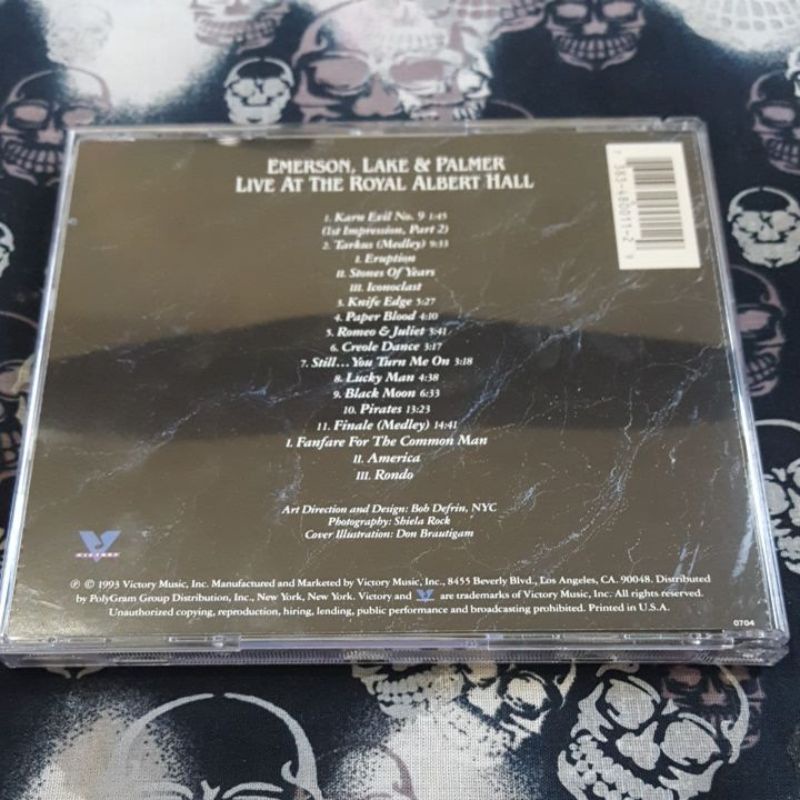 EMERSON, LAKE & PALMER
LIVE AT THE ROYAL ALBERT HALL
1. Karn Evil No. 9 1:45
(1st Impression, Part 2)
2. Tarkus (Medley) 9:33
I. Eruption
II. Stones Of Years
III. Iconoclast
3. Knife Edge 5:27
4. Paper Blood 4:10
5. Romeo & Juliet 3:41
6. Creole Dance 3:17
7. Still...You Turn Me On 3:18
8. Lucky Man 4:38
9. Black Moon 6:33
10. Pirates 13:23
11. Finale (Medley) 14:41
I. Fanfare For The Common Man
II. America
III. Rondo
Art Direction and Design: Bob Defrin, NYC
Photography: Shiela Rock
Cover Illustration: Don Brautigam
VICTORY
℗ © 1993 Victory Music, Inc. Manufactured and Marketed by Victory Music, Inc., 8455 Beverly Blvd., Los Angeles, CA. 90048. Distributed
by PolyGram Group Distribution, Inc., New York, New York. Victory and V are trademarks of Victory Music, Inc. All rights reserved.
Unauthorized copying, reproduction, hiring, lending, public performance and broadcasting prohibited. Printed in U.S.A.
0704
7 383-480011-2 9